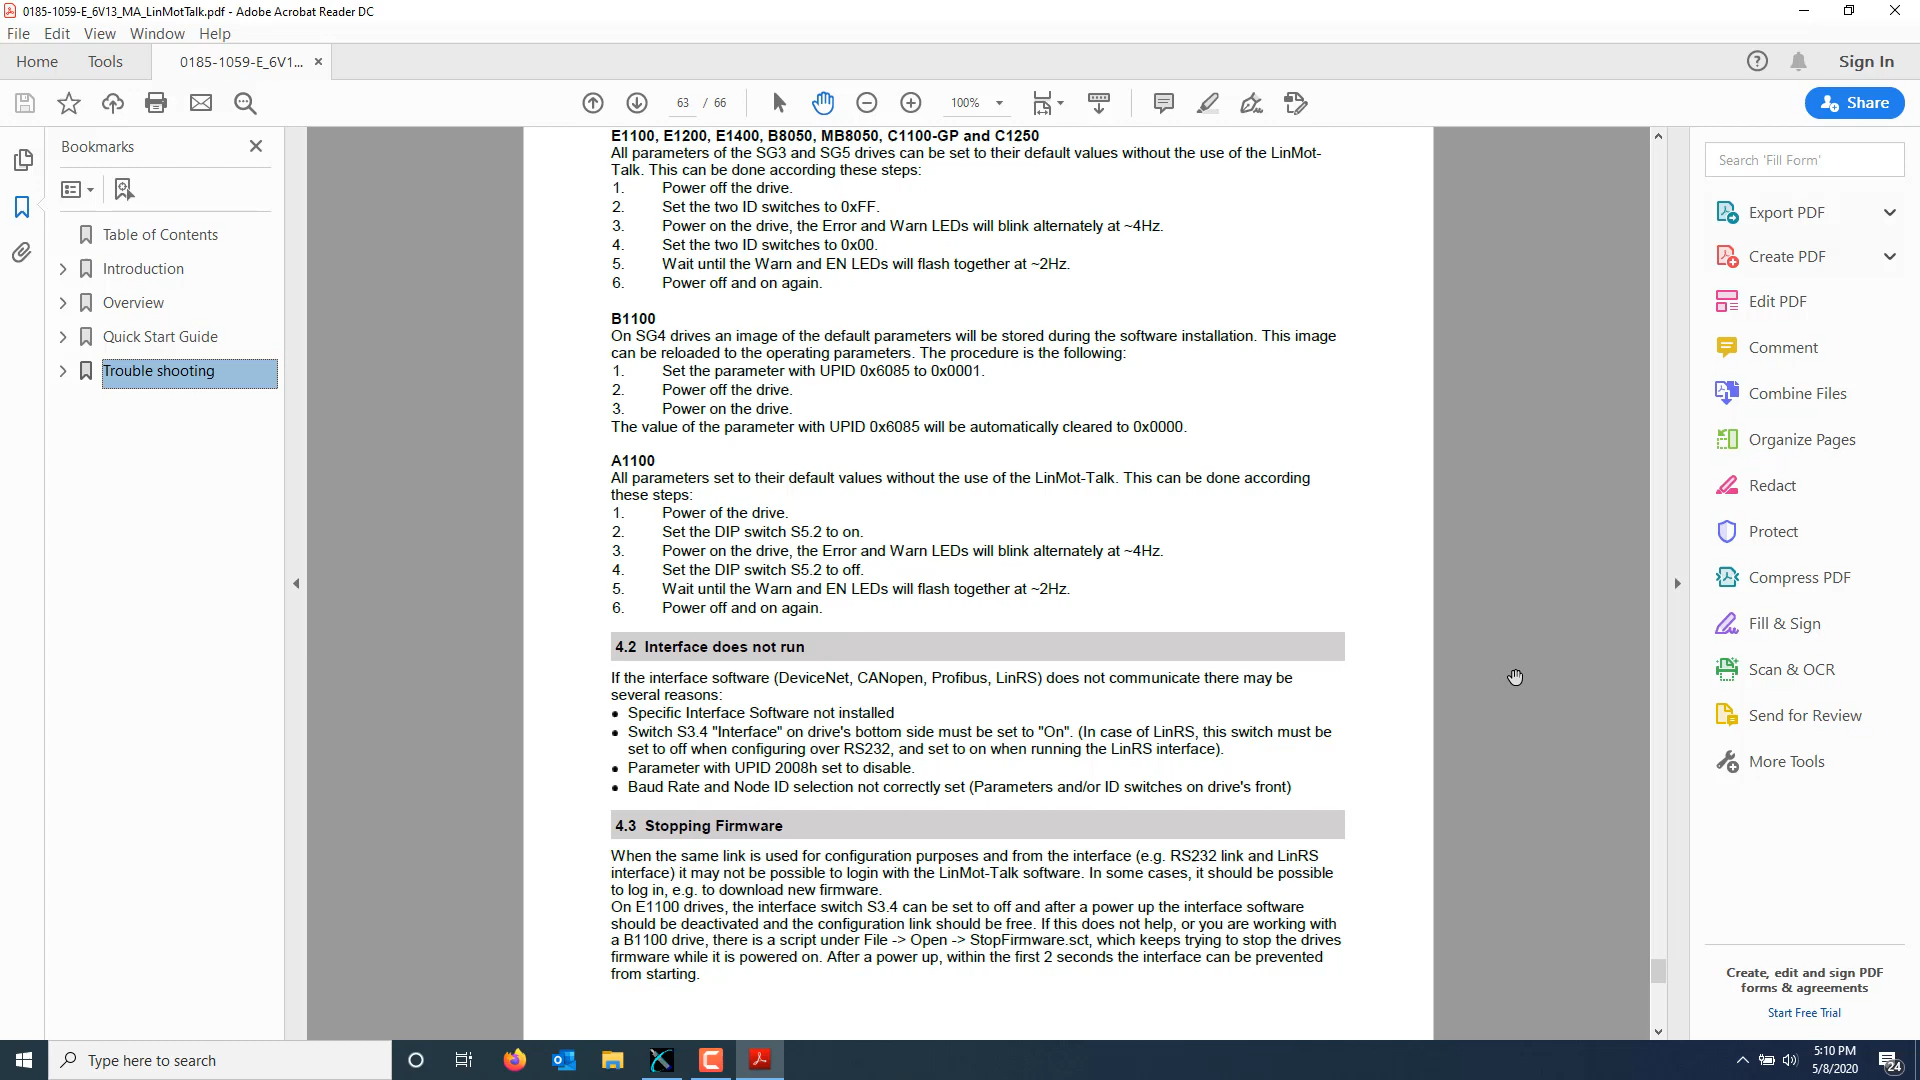 0185-1059-E_6V13_MA_LinMotTalk.pdf - Adobe Acrobat Reader DC
File Edit View Window Help
Home Tools 0185-1059-E_6V1... × Sign In
63 / 66 100% Share
Bookmarks
Table of Contents
Introduction
Overview
Quick Start Guide
Trouble shooting
E1100, E1200, E1400, B8050, MB8050, C1100-GP and C1250
All parameters of the SG3 and SG5 drives can be set to their default values without the use of the LinMot-
Talk. This can be done according these steps:
1. Power off the drive.
2. Set the two ID switches to 0xFF.
3. Power on the drive, the Error and Warn LEDs will blink alternately at ~4Hz.
4. Set the two ID switches to 0x00.
5. Wait until the Warn and EN LEDs will flash together at ~2Hz.
6. Power off and on again.
B1100
On SG4 drives an image of the default parameters will be stored during the software installation. This image
can be reloaded to the operating parameters. The procedure is the following:
1. Set the parameter with UPID 0x6085 to 0x0001.
2. Power off the drive.
3. Power on the drive.
The value of the parameter with UPID 0x6085 will be automatically cleared to 0x0000.
A1100
All parameters set to their default values without the use of the LinMot-Talk. This can be done according
these steps:
1. Power of the drive.
2. Set the DIP switch S5.2 to on.
3. Power on the drive, the Error and Warn LEDs will blink alternately at ~4Hz.
4. Set the DIP switch S5.2 to off.
5. Wait until the Warn and EN LEDs will flash together at ~2Hz.
6. Power off and on again.
4.2 Interface does not run
If the interface software (DeviceNet, CANopen, Profibus, LinRS) does not communicate there may be
several reasons:
• Specific Interface Software not installed
• Switch S3.4 "Interface" on drive's bottom side must be set to "On". (In case of LinRS, this switch must be
set to off when configuring over RS232, and set to on when running the LinRS interface).
• Parameter with UPID 2008h set to disable.
• Baud Rate and Node ID selection not correctly set (Parameters and/or ID switches on drive's front)
4.3 Stopping Firmware
When the same link is used for configuration purposes and from the interface (e.g. RS232 link and LinRS
interface) it may not be possible to login with the LinMot-Talk software. In some cases, it should be possible
to log in, e.g. to download new firmware.
On E1100 drives, the interface switch S3.4 can be set to off and after a power up the interface software
should be deactivated and the configuration link should be free. If this does not help, or you are working with
a B1100 drive, there is a script under File -> Open -> StopFirmware.sct, which keeps trying to stop the drives
firmware while it is powered on. After a power up, within the first 2 seconds the interface can be prevented
from starting.
Search 'Fill Form'
Export PDF
Create PDF
Edit PDF
Comment
Combine Files
Organize Pages
Redact
Protect
Compress PDF
Fill & Sign
Scan & OCR
Send for Review
More Tools
Create, edit and sign PDF
forms & agreements
Start Free Trial
Type here to search
5:10 PM
5/8/2020
24